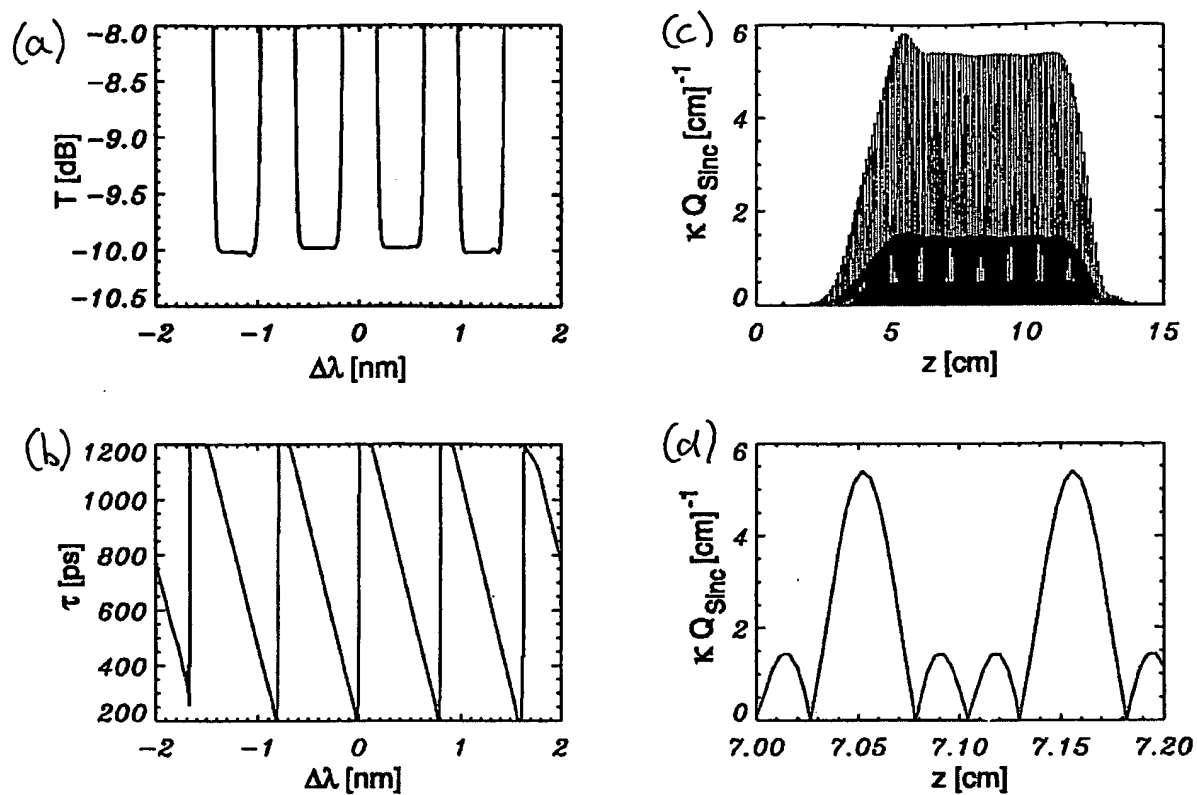 (a)
T [dB]
-8.0
-8.5
-9.0
-9.5
-10.0
-10.6
-2 -1 0 1 2
Δλ [nm]
(c)
κ Q_Sinc [cm]^-1
6
4
2
0
0 5 10 15
z [cm]
(b)
τ [ps]
1200
1000
800
600
400
200
-2 -1 0 1 2
Δλ [nm]
(d)
κ Q_Sinc [cm]^-1
6
4
2
0
7.00 7.05 7.10 7.15 7.20
z [cm]